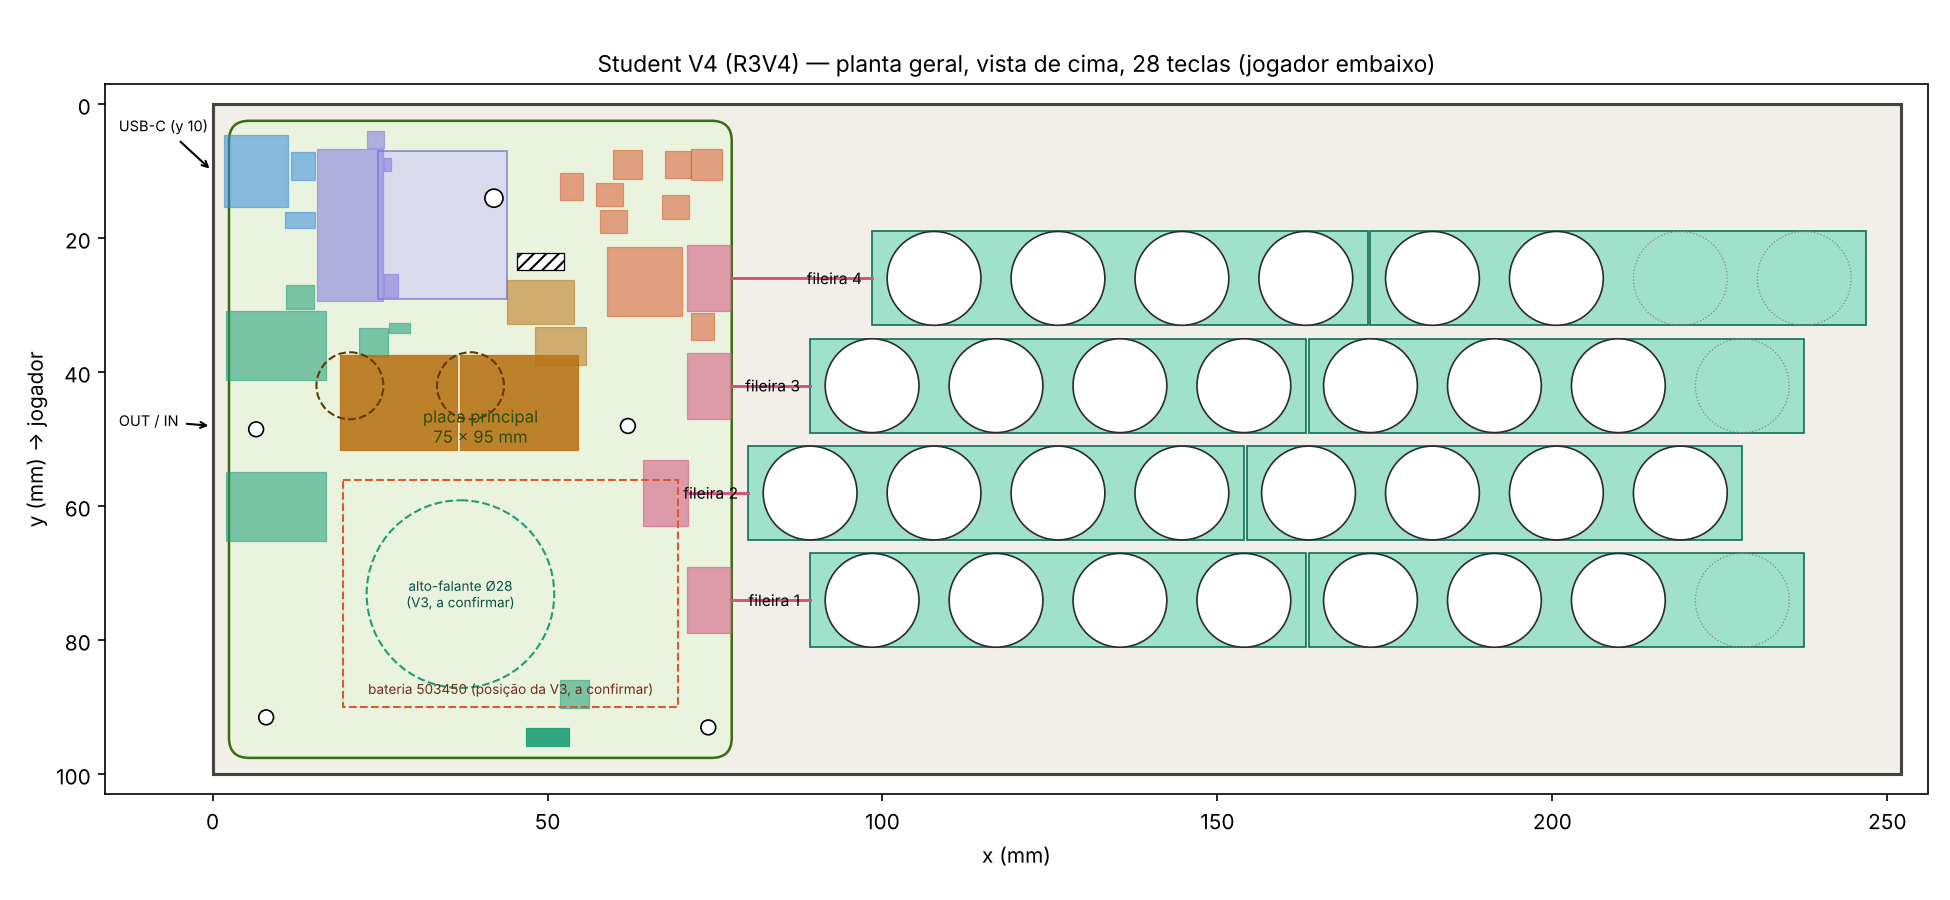 Student V4 (R3V4) — planta geral, vista de cima, 28 teclas (jogador embaixo)
0
20
40
60
80
100
y (mm) → jogador
USB-C (y 10)
OUT / IN
fileira 4
fileira 3
placa principal
75 × 95 mm
fileira 2
alto-falante Ø28
(V3, a confirmar)
fileira 1
bateria 503450 (posição da V3, a confirmar)
0
50
100
150
200
250
x (mm)